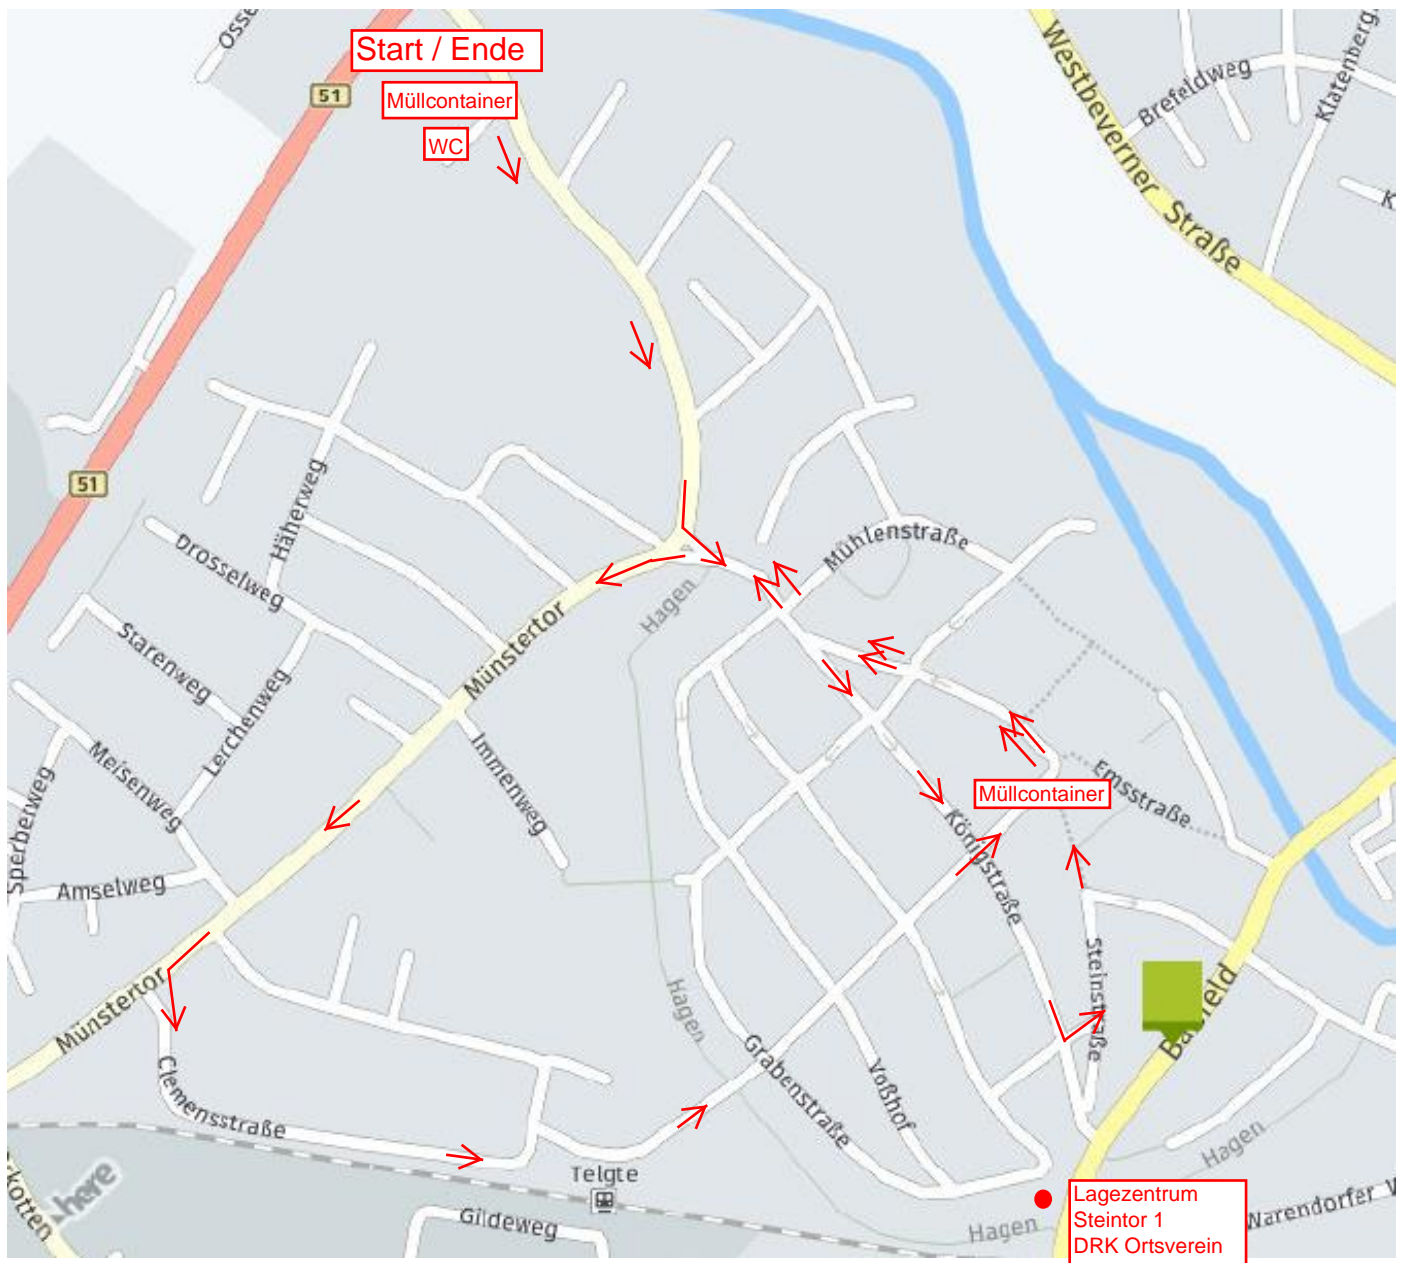 Start / Ende
Müllcontainer
WC
51
Westbeverner Straße
Brefeldweg
51
Häherweg
Drosselweg
Mühlenstraße
Hagen
Münstertor
Starenweg
Lerchenweg
Meisenweg
Immenweg
Sperberweg
Emsstraße
Müllcontainer
Königstraße
Amselweg
Steinstraße
Münstertor
Hagen
Clemensstraße
Grabenstraße
Voßhof
Hagen
Telgte
here
Gildeweg
Hagen
Lagezentrum
Steintor 1
DRK Ortsverein
Warendorfer